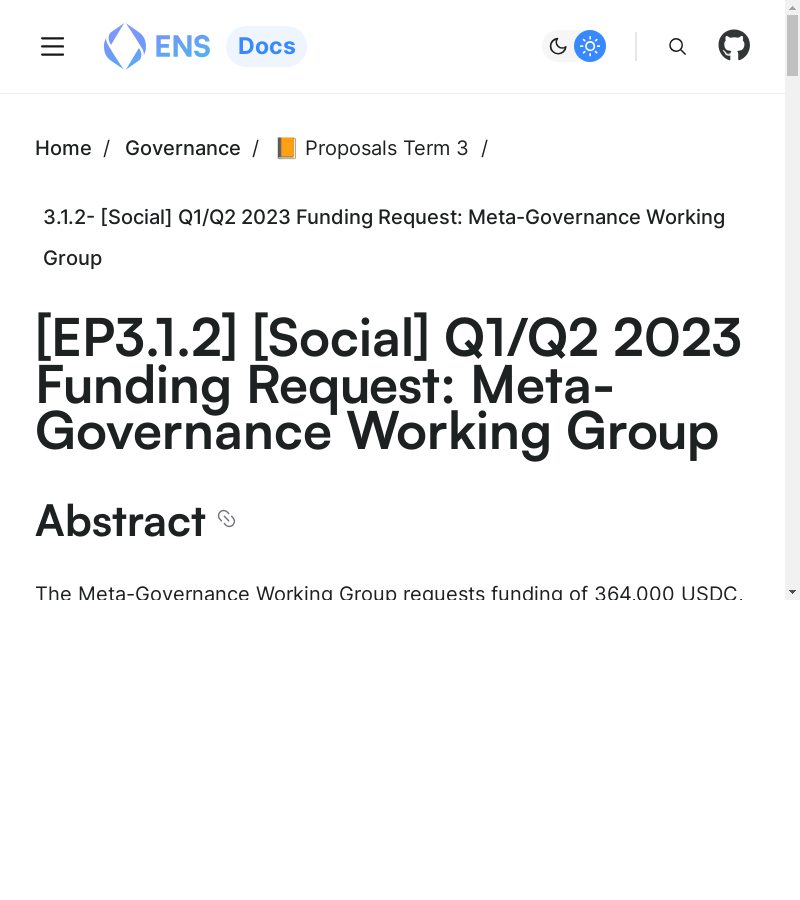 ENS Docs
Home / Governance / 📙 Proposals Term 3 /
3.1.2- [Social] Q1/Q2 2023 Funding Request: Meta-Governance Working
Group
[EP3.1.2] [Social] Q1/Q2 2023
Funding Request: Meta-
Governance Working Group
Abstract
The Meta-Governance Working Group requests funding of 364,000 USDC,